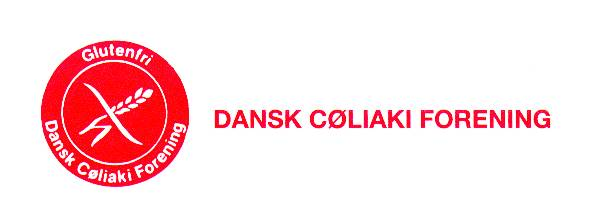 Glutenfri
Dansk Cøliaki Forening
DANSK CØLIAKI FORENING